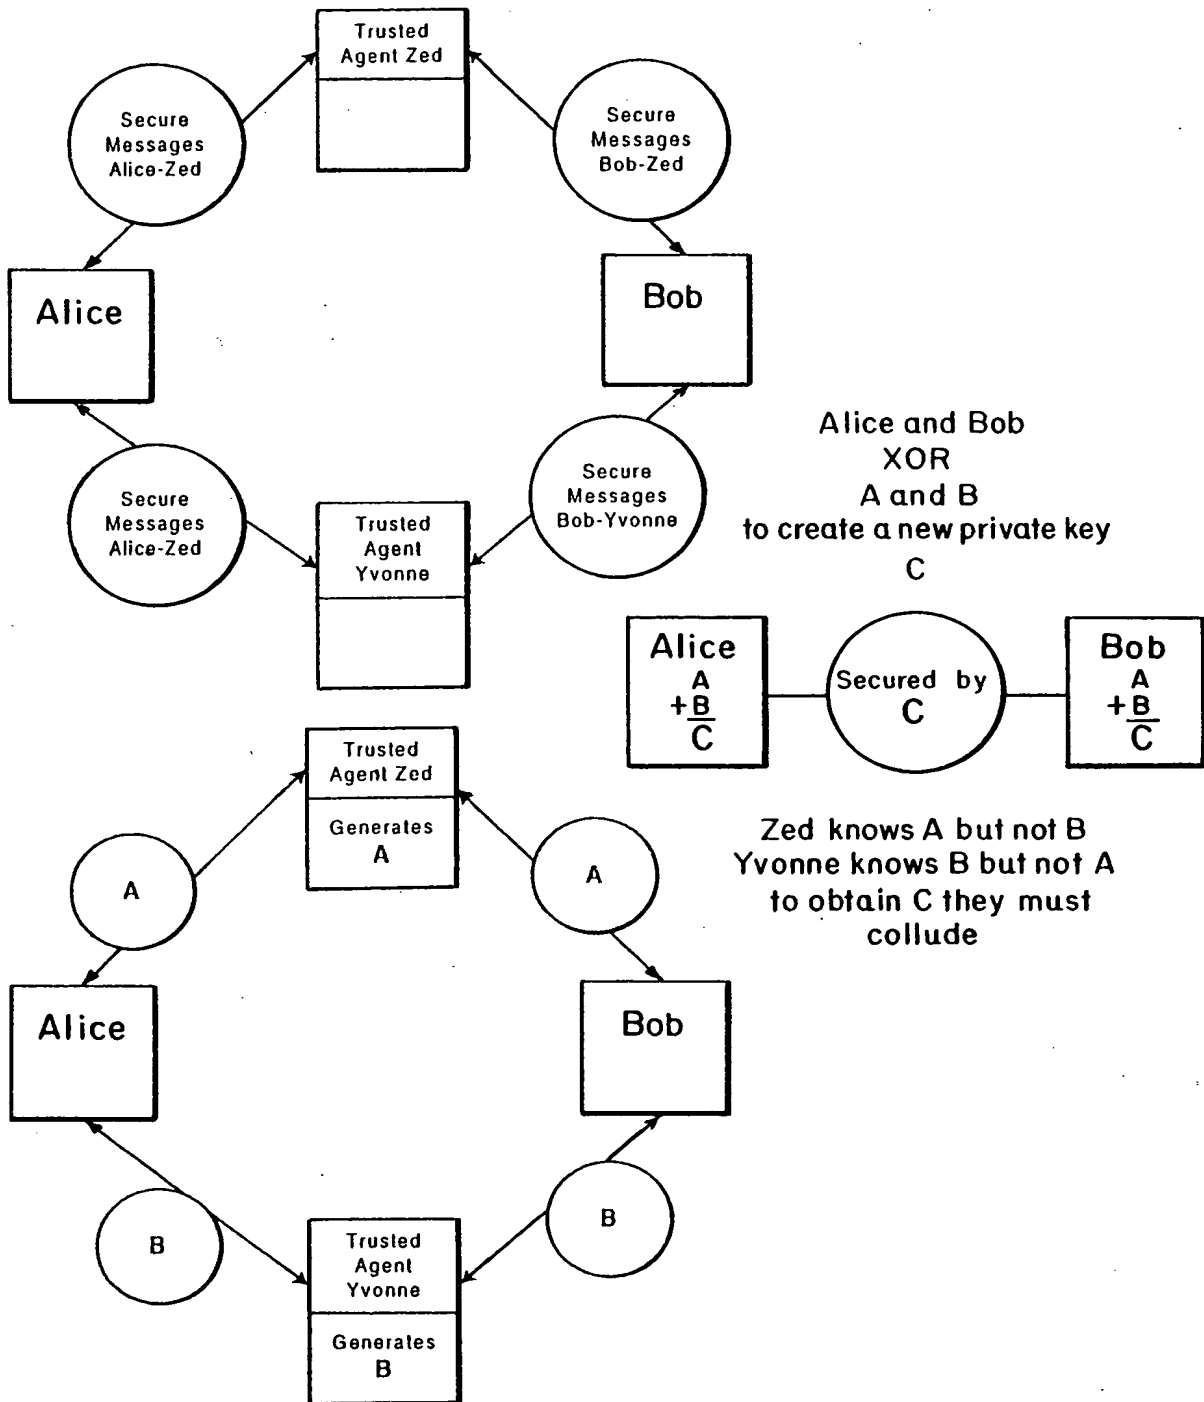 Trusted
Agent Zed
Secure
Messages
Alice-Zed
Secure
Messages
Bob-Zed
Alice
Bob
Secure
Messages
Alice-Zed
Trusted
Agent
Yvonne
Secure
Messages
Bob-Yvonne
Alice and Bob
XOR
A and B
to create a new private key
C
Alice
A
+B
C
Secured by
C
Bob
A
+B
C
Zed knows A but not B
Yvonne knows B but not A
to obtain C they must
collude
Trusted
Agent Zed
Generates
A
A
A
Alice
Bob
B
B
Trusted
Agent
Yvonne
Generates
B